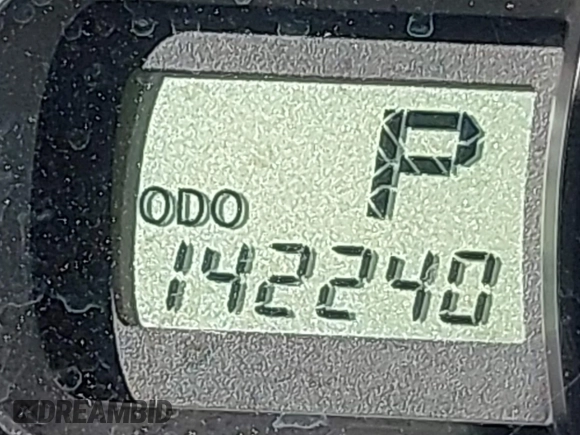 P
ODO
142240
DREAMBID